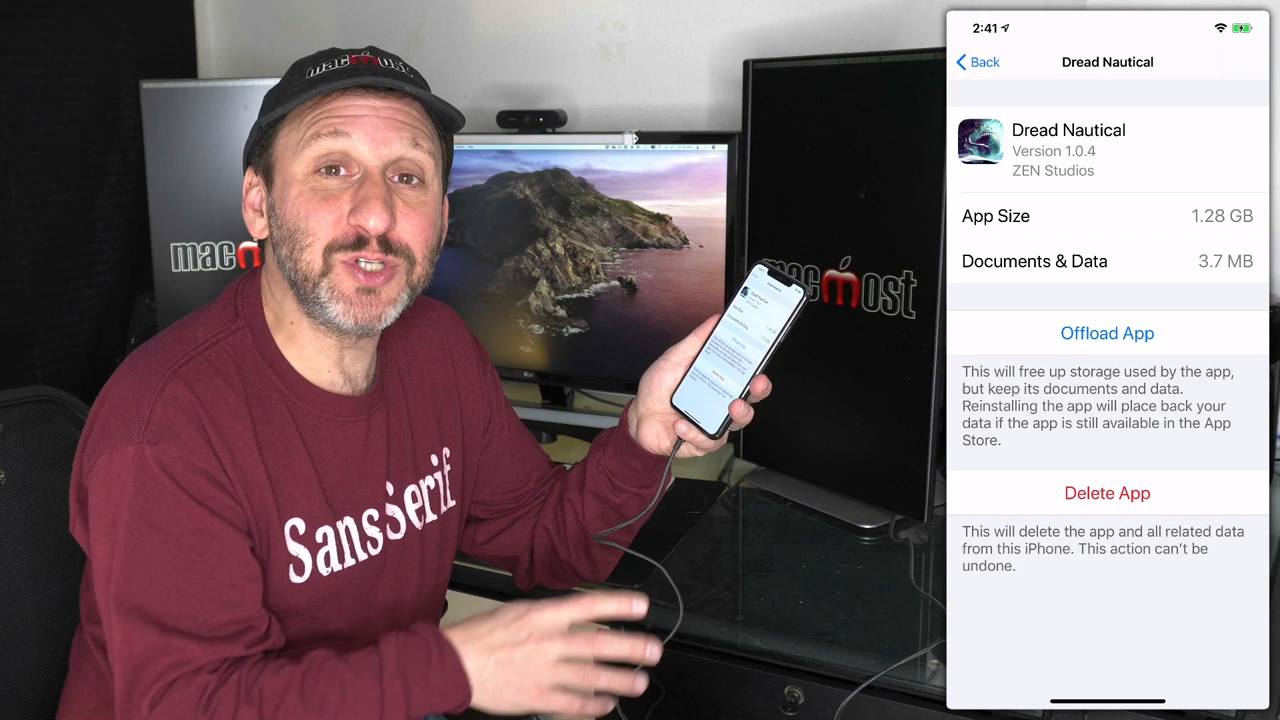 macmost
macm
macmost
SansSerif
2:41
Back
Dread Nautical
Dread Nautical
Version 1.0.4
ZEN Studios
App Size 1.28 GB
Documents & Data 3.7 MB
Offload App
This will free up storage used by the app,
but keep its documents and data.
Reinstalling the app will place back your
data if the app is still available in the App
Store.
Delete App
This will delete the app and all related data
from this iPhone. This action can't be
undone.